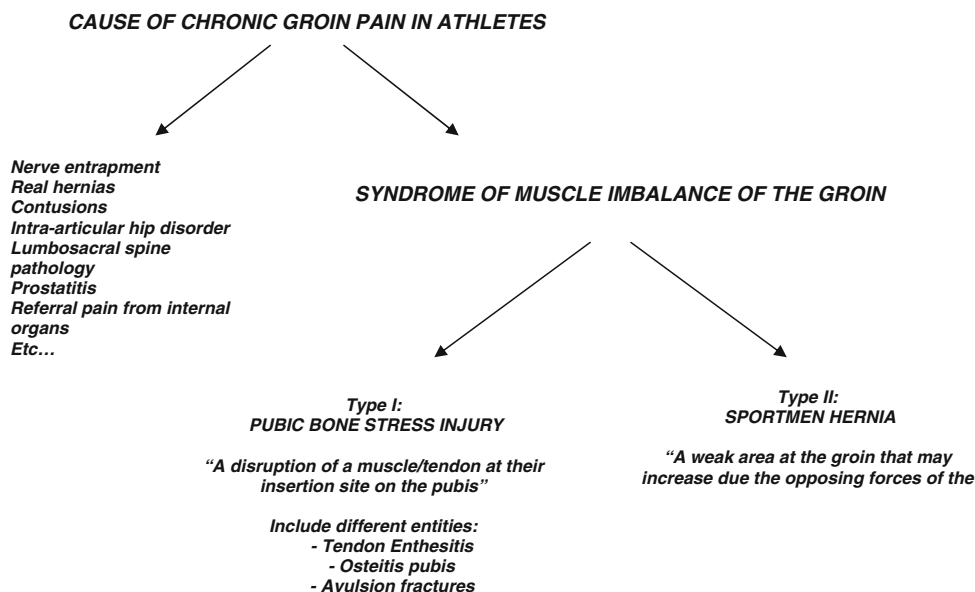 CAUSE OF CHRONIC GROIN PAIN IN ATHLETES
Nerve entrapment
Real hernias
Contusions
Intra-articular hip disorder
Lumbosacral spine
pathology
Prostatitis
Referral pain from internal
organs
Etc…
SYNDROME OF MUSCLE IMBALANCE OF THE GROIN
Type I:
PUBIC BONE STRESS INJURY
“A disruption of a muscle/tendon at their
insertion site on the pubis”
Include different entities:
- Tendon Enthesitis
- Osteitis pubis
- Avulsion fractures
Type II:
SPORTMEN HERNIA
“A weak area at the groin that may
increase due the opposing forces of the